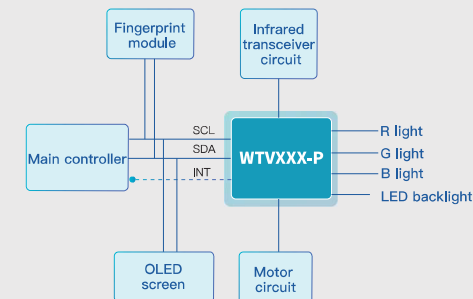 Fingerprint
module
Infrared
transceiver
circuit
Main controller
SCL
SDA
INT
WTVXXX-P
R light
G light
B light
LED backlight
OLED
screen
Motor
circuit